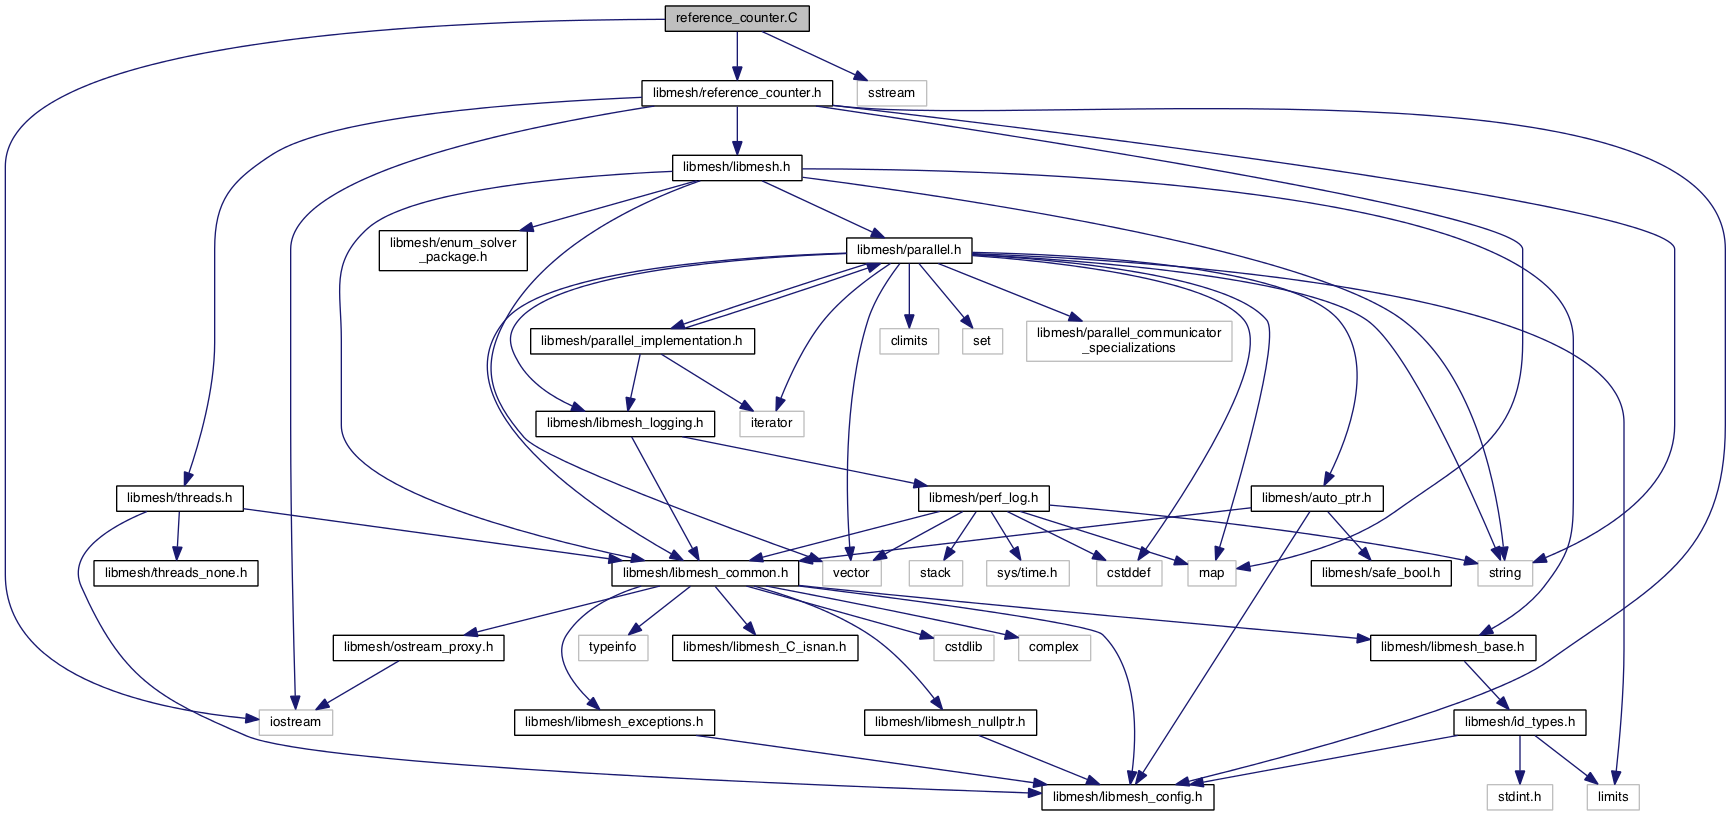 reference_counter.C
libmesh/reference_counter.h
sstream
libmesh/libmesh.h
libmesh/enum_solver
_package.h
libmesh/parallel.h
libmesh/parallel_implementation.h
climits
set
libmesh/parallel_communicator
_specializations
libmesh/libmesh_logging.h
iterator
libmesh/threads.h
libmesh/perf_log.h
libmesh/auto_ptr.h
libmesh/threads_none.h
libmesh/libmesh_common.h
vector
stack
sys/time.h
cstddef
map
libmesh/safe_bool.h
string
libmesh/ostream_proxy.h
typeinfo
libmesh/libmesh_C_isnan.h
cstdlib
complex
libmesh/libmesh_base.h
iostream
libmesh/libmesh_exceptions.h
libmesh/libmesh_nullptr.h
libmesh/id_types.h
libmesh/libmesh_config.h
stdint.h
limits